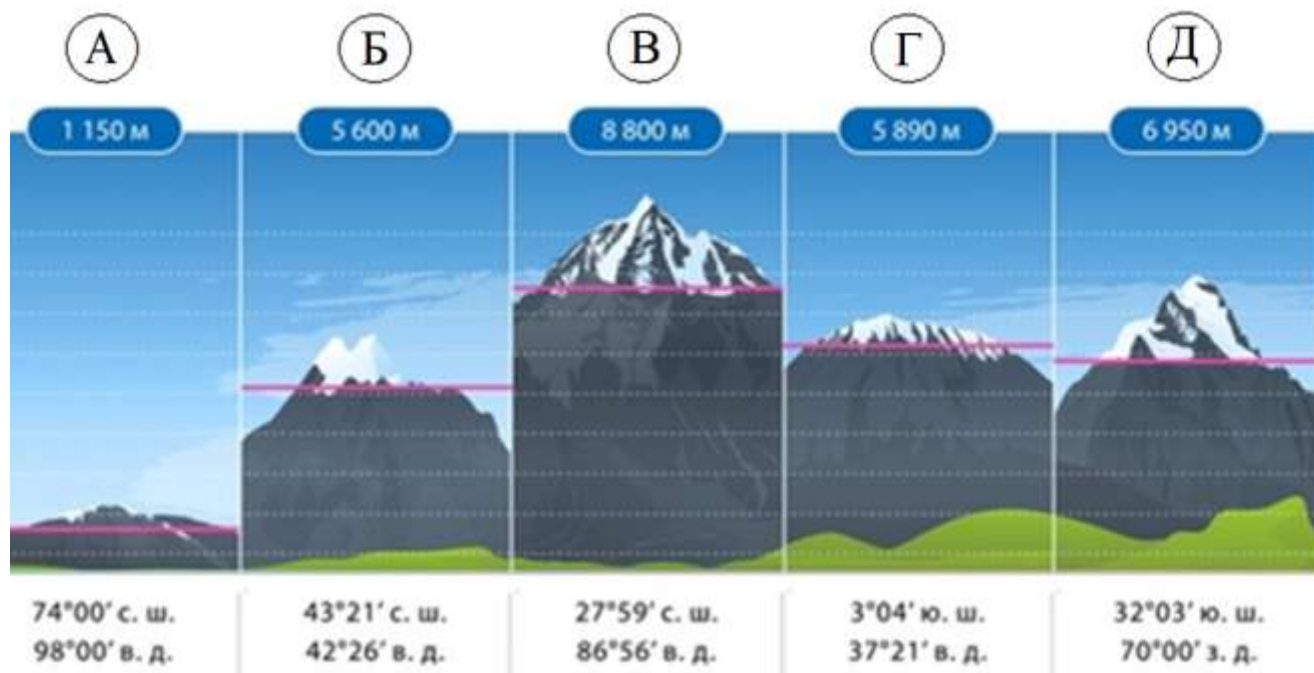 А Б В Г Д
1 150 м 5 600 м 8 800 м 5 890 м 6 950 м
74°00′ с. ш. 43°21′ с. ш. 27°59′ с. ш. 3°04′ ю. ш. 32°03′ ю. ш.
98°00′ в. д. 42°26′ в. д. 86°56′ в. д. 37°21′ в. д. 70°00′ з. д.